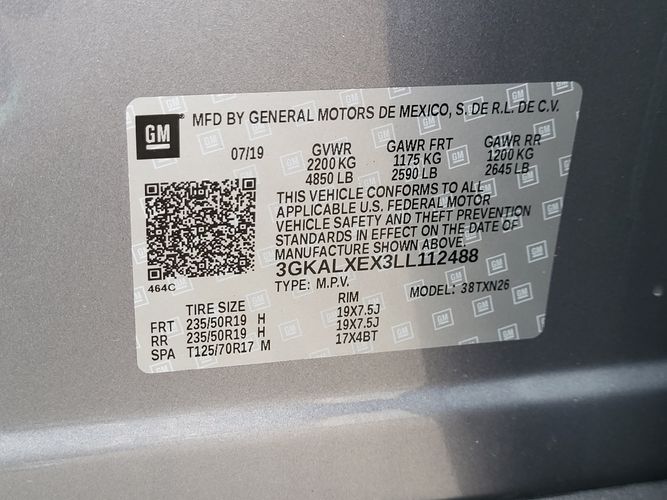 GM MFD BY GENERAL MOTORS DE MEXICO, S. DE R.L. DE C.V.
07/19 GVWR GAWR FRT GAWR RR
2200 KG 1175 KG 1200 KG
4850 LB 2590 LB 2645 LB
THIS VEHICLE CONFORMS TO ALL
APPLICABLE U.S. FEDERAL MOTOR
VEHICLE SAFETY AND THEFT PREVENTION
STANDARDS IN EFFECT ON THE DATE OF
MANUFACTURE SHOWN ABOVE.
3GKALXEX3LL112488
464C TYPE: M.P.V. MODEL: 38TXN26
TIRE SIZE RIM
FRT 235/50R19 H 19X7.5J
RR 235/50R19 H 19X7.5J
SPA T125/70R17 M 17X4BT